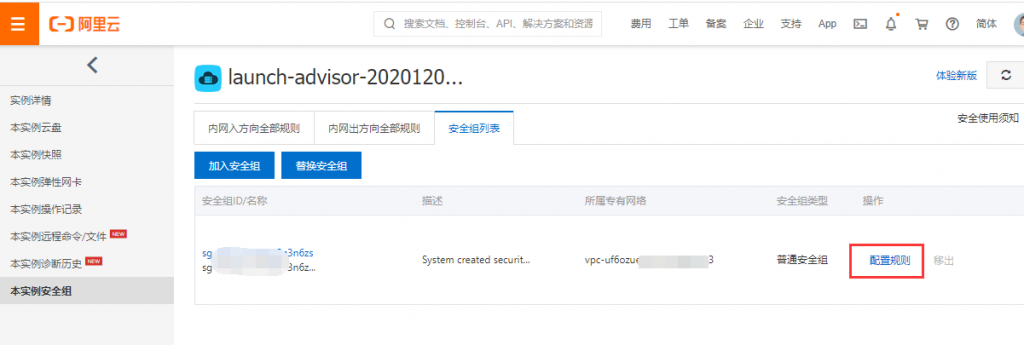 阿里云
搜索文档、控制台、API、解决方案和资源
费用 工单 备案 企业 支持 App 简体
launch-advisor-2020120...
体验新版
实例详情
本实例云盘
本实例快照
本实例弹性网卡
本实例操作记录
本实例远程命令/文件 NEW
本实例诊断历史 NEW
本实例安全组
内网入方向全部规则 内网出方向全部规则 安全组列表
安全使用须知
加入安全组 替换安全组
安全组ID/名称 描述 所属专有网络 安全组类型 操作
sg 3n6zs
sg 3n6z...
System created securit... vpc-uf6ozue 3 普通安全组 配置规则 移出